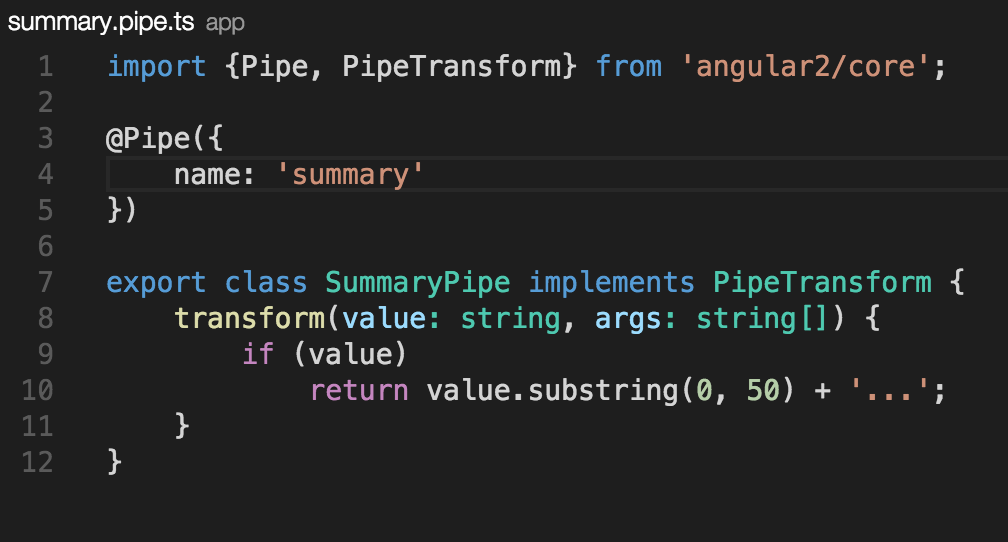 summary.pipe.ts app
1 import {Pipe, PipeTransform} from 'angular2/core';
2
3 @Pipe({
4     name: 'summary'
5 })
6
7 export class SummaryPipe implements PipeTransform {
8     transform(value: string, args: string[]) {
9         if (value)
10             return value.substring(0, 50) + '...';
11     }
12 }